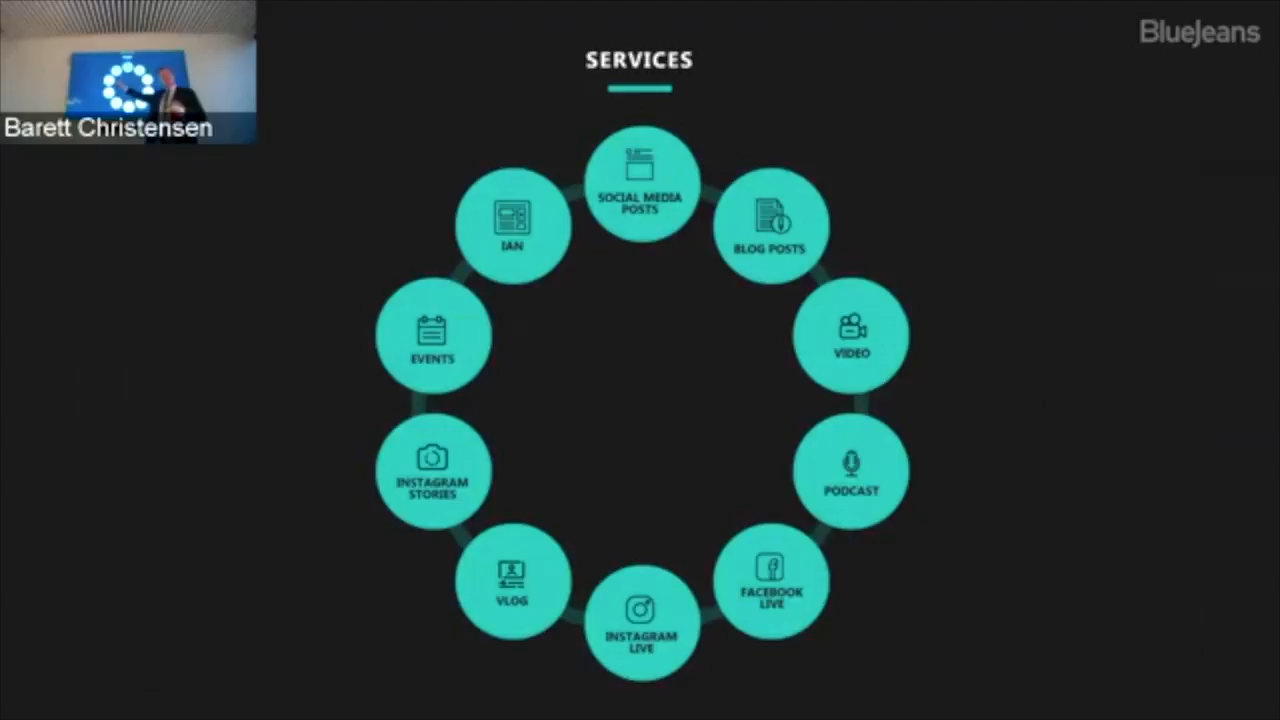 BlueJeans
Barett Christensen
SERVICES
SOCIAL MEDIA
POSTS
BLOG POSTS
VIDEO
PODCAST
FACEBOOK
LIVE
INSTAGRAM
LIVE
VLOG
INSTAGRAM
STORIES
EVENTS
IAN